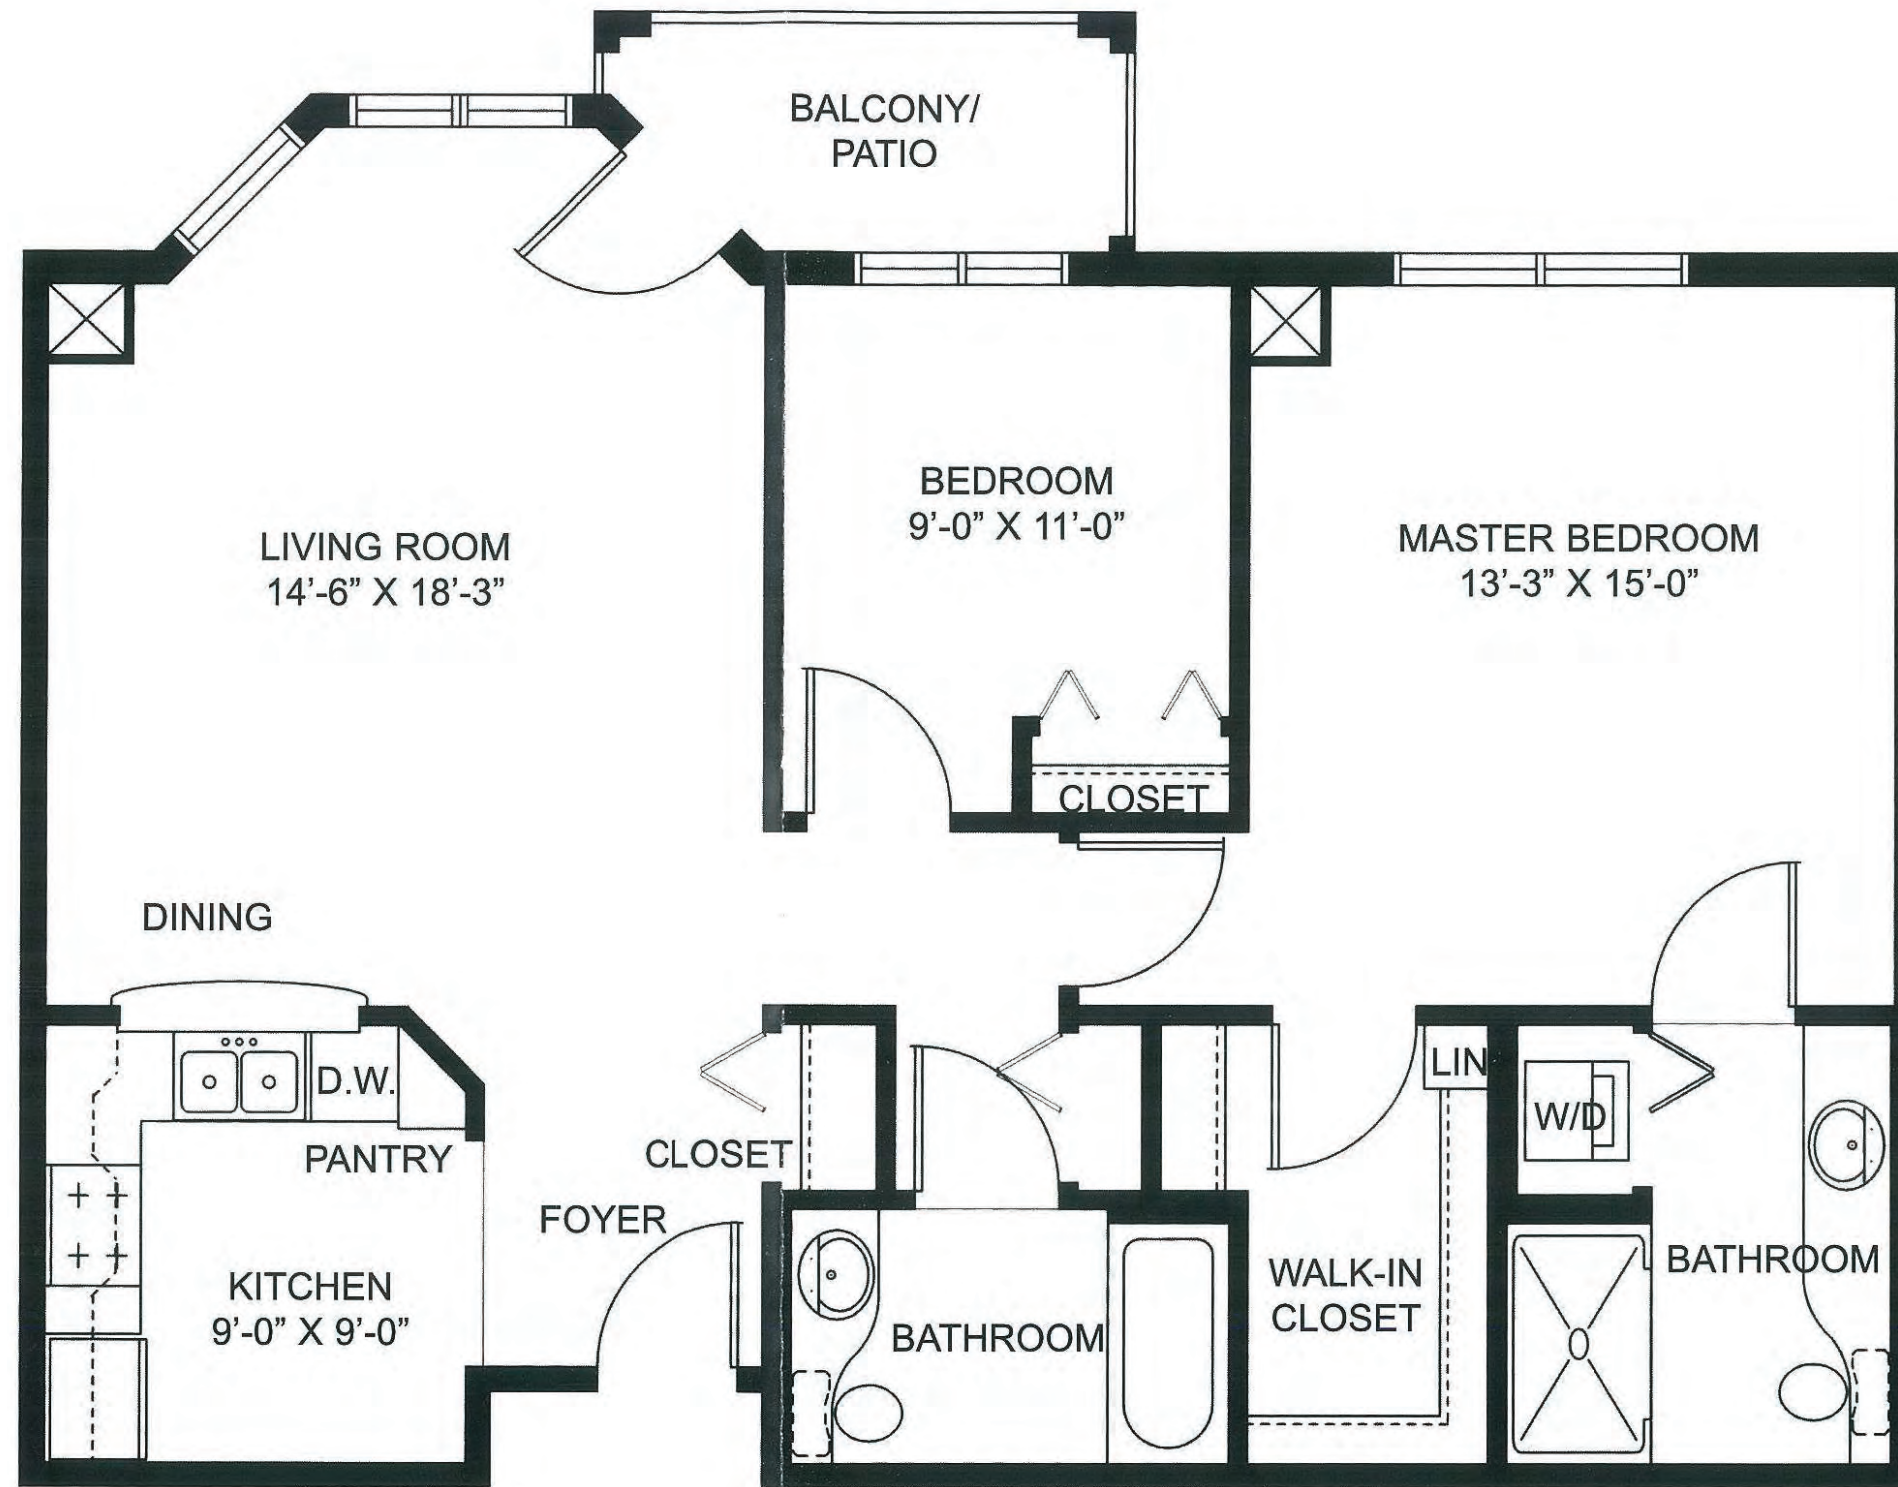 BALCONY/
PATIO
BEDROOM
9'-0” X 11'-0”
LIVING ROOM
14'-6” X 18'-3”
MASTER BEDROOM
13'-3” X 15'-0”
CLOSET
DINING
D.W.
LIN
W/D
PANTRY
CLOSET
FOYER
KITCHEN
9'-0” X 9'-0”
BATHROOM
WALK-IN
CLOSET
BATHROOM